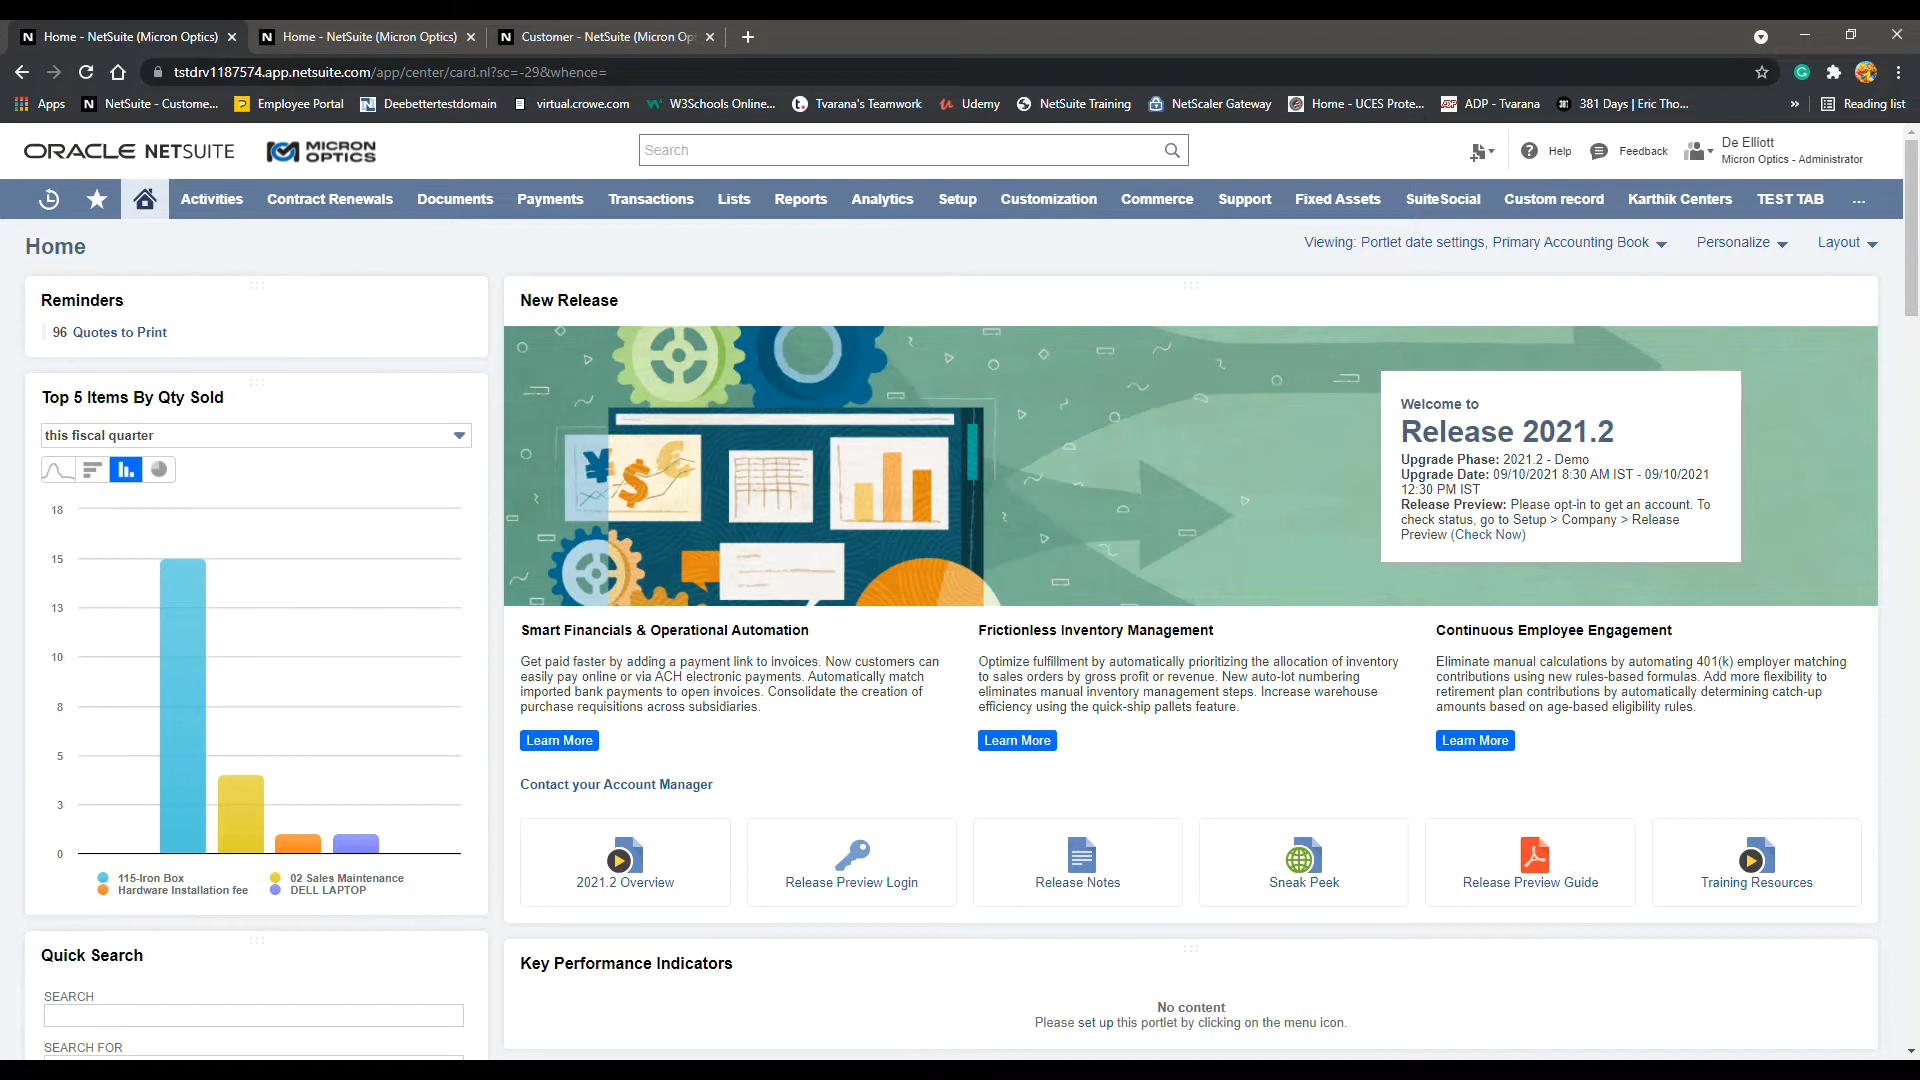 Home - NetSuite (Micron Optics)
Home - NetSuite (Micron Optics)
Customer - NetSuite (Micron Opt
tstdrv1187574.app.netsuite.com/app/center/card.nl?sc=-29&whence=
Apps
NetSuite - Custome...
Employee Portal
Deebettertestdomain
virtual.crowe.com
W3Schools Online...
Tvarana's Teamwork
Udemy
NetSuite Training
NetScaler Gateway
Home - UCES Prote...
ADP - Tvarana
381 Days | Eric Tho...
»
Reading list
ORACLE NETSUITE
MICRON
OPTICS
Search
Help
Feedback
De Elliott
Micron Optics - Administrator
Activities
Contract Renewals
Documents
Payments
Transactions
Lists
Reports
Analytics
Setup
Customization
Commerce
Support
Fixed Assets
SuiteSocial
Custom record
Karthik Centers
TEST TAB
...
Home
Viewing: Portlet date settings, Primary Accounting Book
Personalize
Layout
Reminders
96 Quotes to Print
Top 5 Items By Qty Sold
this fiscal quarter
18
15
13
10
8
5
3
0
115-Iron Box
02 Sales Maintenance
Hardware Installation fee
DELL LAPTOP
Quick Search
SEARCH
SEARCH FOR
New Release
¥
$
€
Welcome to
Release 2021.2
Upgrade Phase: 2021.2 - Demo
Upgrade Date: 09/10/2021 8:30 AM IST - 09/10/2021
12:30 PM IST
Release Preview: Please opt-in to get an account. To
check status, go to Setup > Company > Release
Preview (Check Now)
Smart Financials & Operational Automation
Get paid faster by adding a payment link to invoices. Now customers can
easily pay online or via ACH electronic payments. Automatically match
imported bank payments to open invoices. Consolidate the creation of
purchase requisitions across subsidiaries.
Learn More
Frictionless Inventory Management
Optimize fulfillment by automatically prioritizing the allocation of inventory
to sales orders by gross profit or revenue. New auto-lot numbering
eliminates manual inventory management steps. Increase warehouse
efficiency using the quick-ship pallets feature.
Learn More
Continuous Employee Engagement
Eliminate manual calculations by automating 401(k) employer matching
contributions using new rules-based formulas. Add more flexibility to
retirement plan contributions by automatically determining catch-up
amounts based on age-based eligibility rules.
Learn More
Contact your Account Manager
2021.2 Overview
Release Preview Login
Release Notes
Sneak Peek
Release Preview Guide
Training Resources
Key Performance Indicators
No content
Please set up this portlet by clicking on the menu icon.